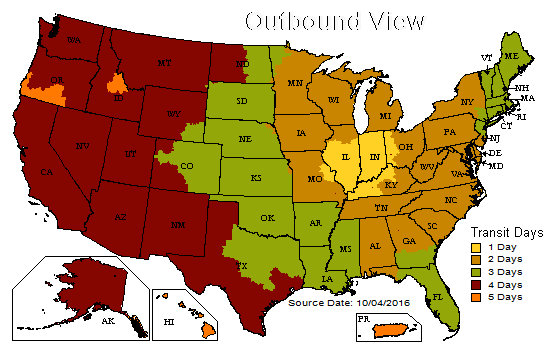 Outbound View
WA
MT
ND
MN
VT
ME
OR
ID
SD
WI
MI
NY
NH
MA
RI
CT
WY
IA
PA
NJ
NV
UT
CO
NE
IL
IN
OH
DE
MD
CA
KS
MO
KY
WV
VA
AZ
NM
OK
AR
TN
NC
SC
TX
LA
MS
AL
GA
FL
AK
HI
PR
Transit Days
1 Day
2 Days
3 Days
4 Days
5 Days
Source Date: 10/04/2016